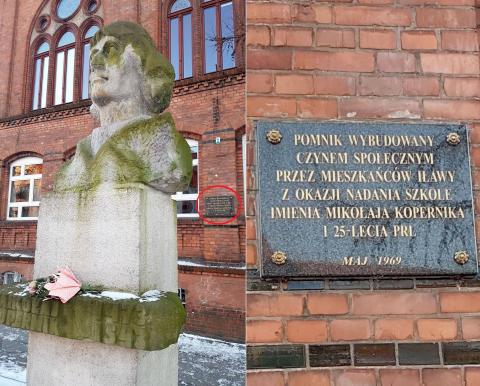 POMNIK WYBUDOWANY
CZYNEM SPOŁECZNYM
PRZEZ MIESZKAŃCÓW IŁAWY
Z OKAZJI NADANIA SZKOLE
IMIENIA MIKOŁAJA KOPERNIKA
I 25-LECIA PRL
MAJ 1969